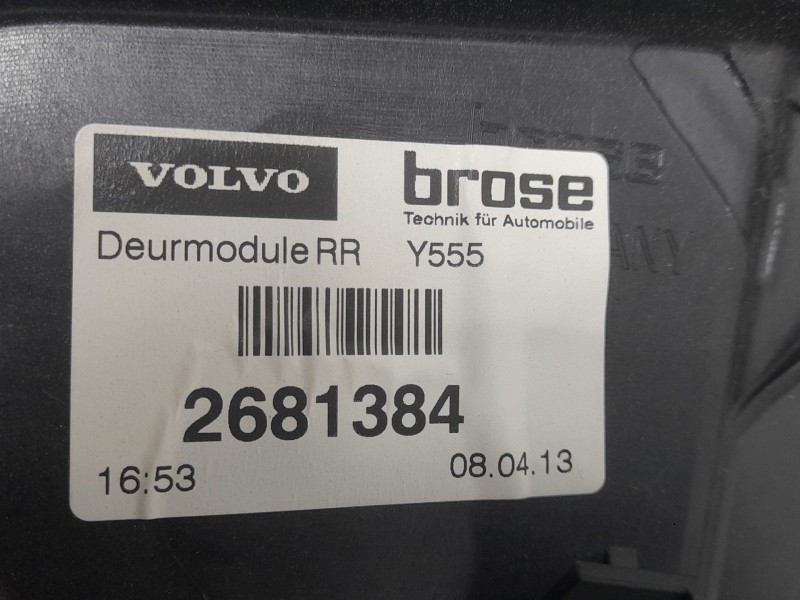 VOLVO
brose
Technik für Automobile
Deurmodule RR Y555
2681384
16:53 08.04.13